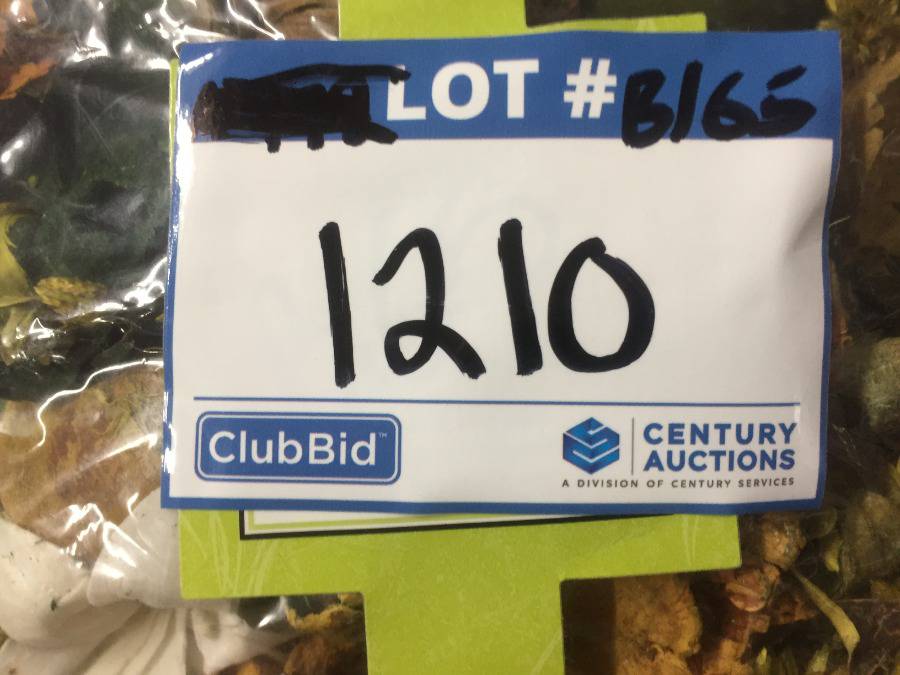 LOT # B165
1210
ClubBid™
CENTURY
AUCTIONS
A DIVISION OF CENTURY SERVICES